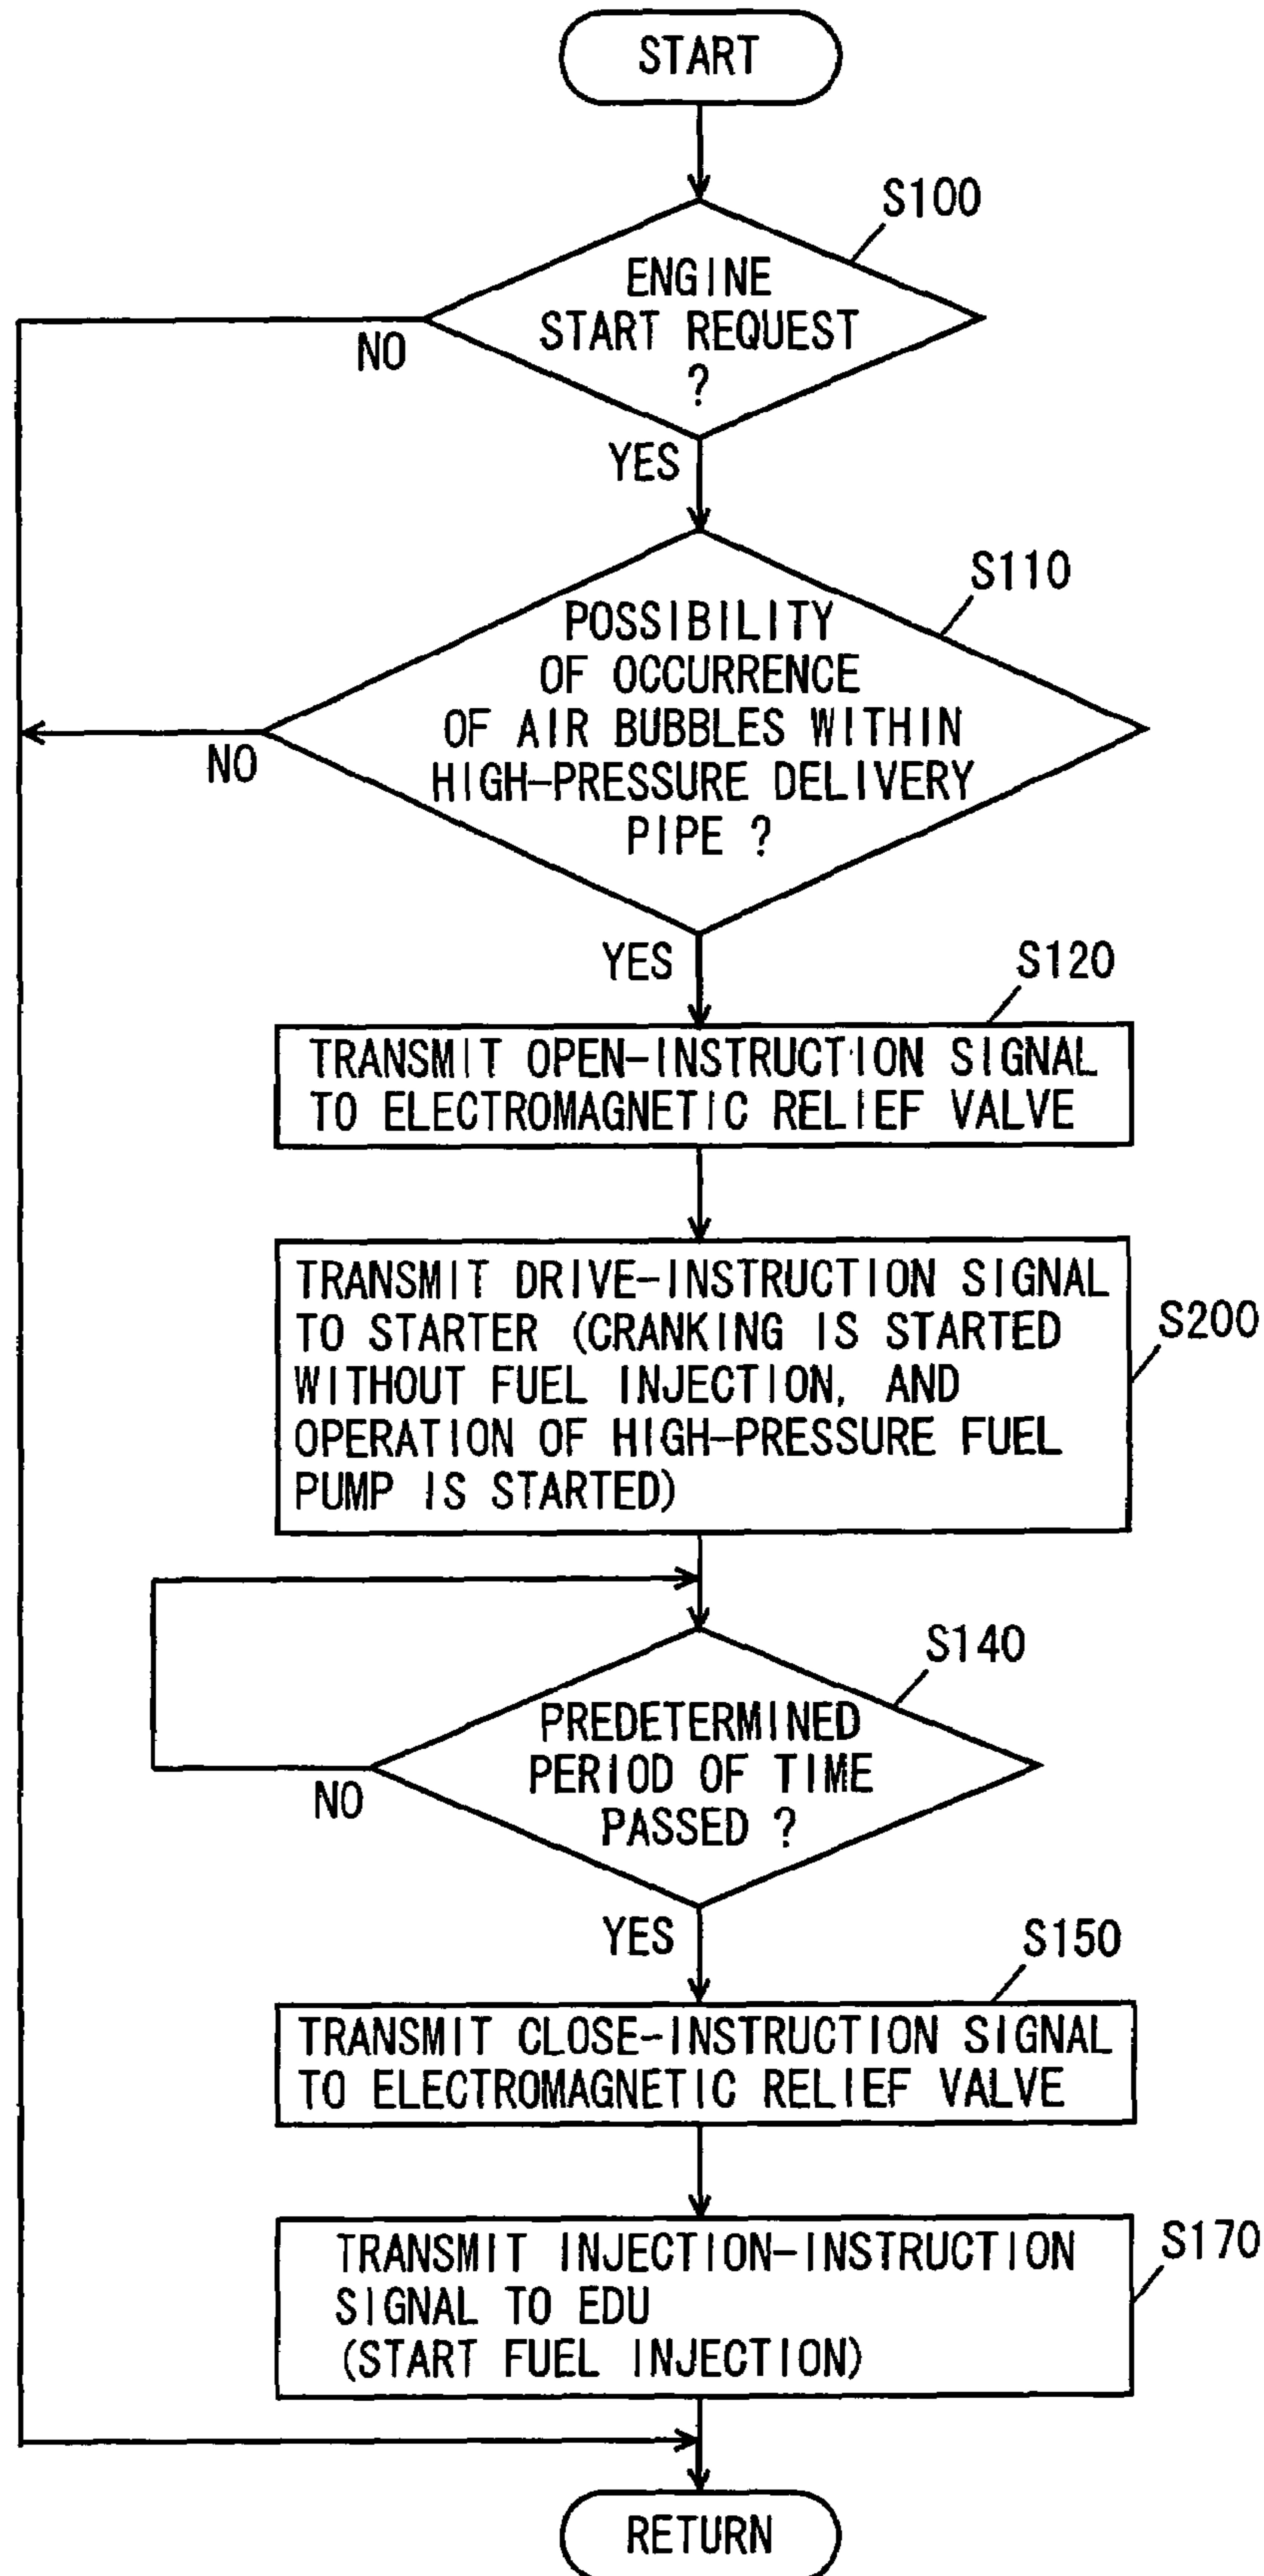 START
S100
ENGINE
START REQUEST
?
NO
YES
S110
POSSIBILITY
OF OCCURRENCE
OF AIR BUBBLES WITHIN
HIGH-PRESSURE DELIVERY
PIPE ?
NO
YES
S120
TRANSMIT OPEN-INSTRUCTION SIGNAL
TO ELECTROMAGNETIC RELIEF VALVE
TRANSMIT DRIVE-INSTRUCTION SIGNAL
TO STARTER (CRANKING IS STARTED
WITHOUT FUEL INJECTION, AND
OPERATION OF HIGH-PRESSURE FUEL
PUMP IS STARTED)
S200
S140
PREDETERMINED
PERIOD OF TIME
PASSED ?
NO
YES
S150
TRANSMIT CLOSE-INSTRUCTION SIGNAL
TO ELECTROMAGNETIC RELIEF VALVE
S170
TRANSMIT INJECTION-INSTRUCTION
SIGNAL TO EDU
(START FUEL INJECTION)
RETURN